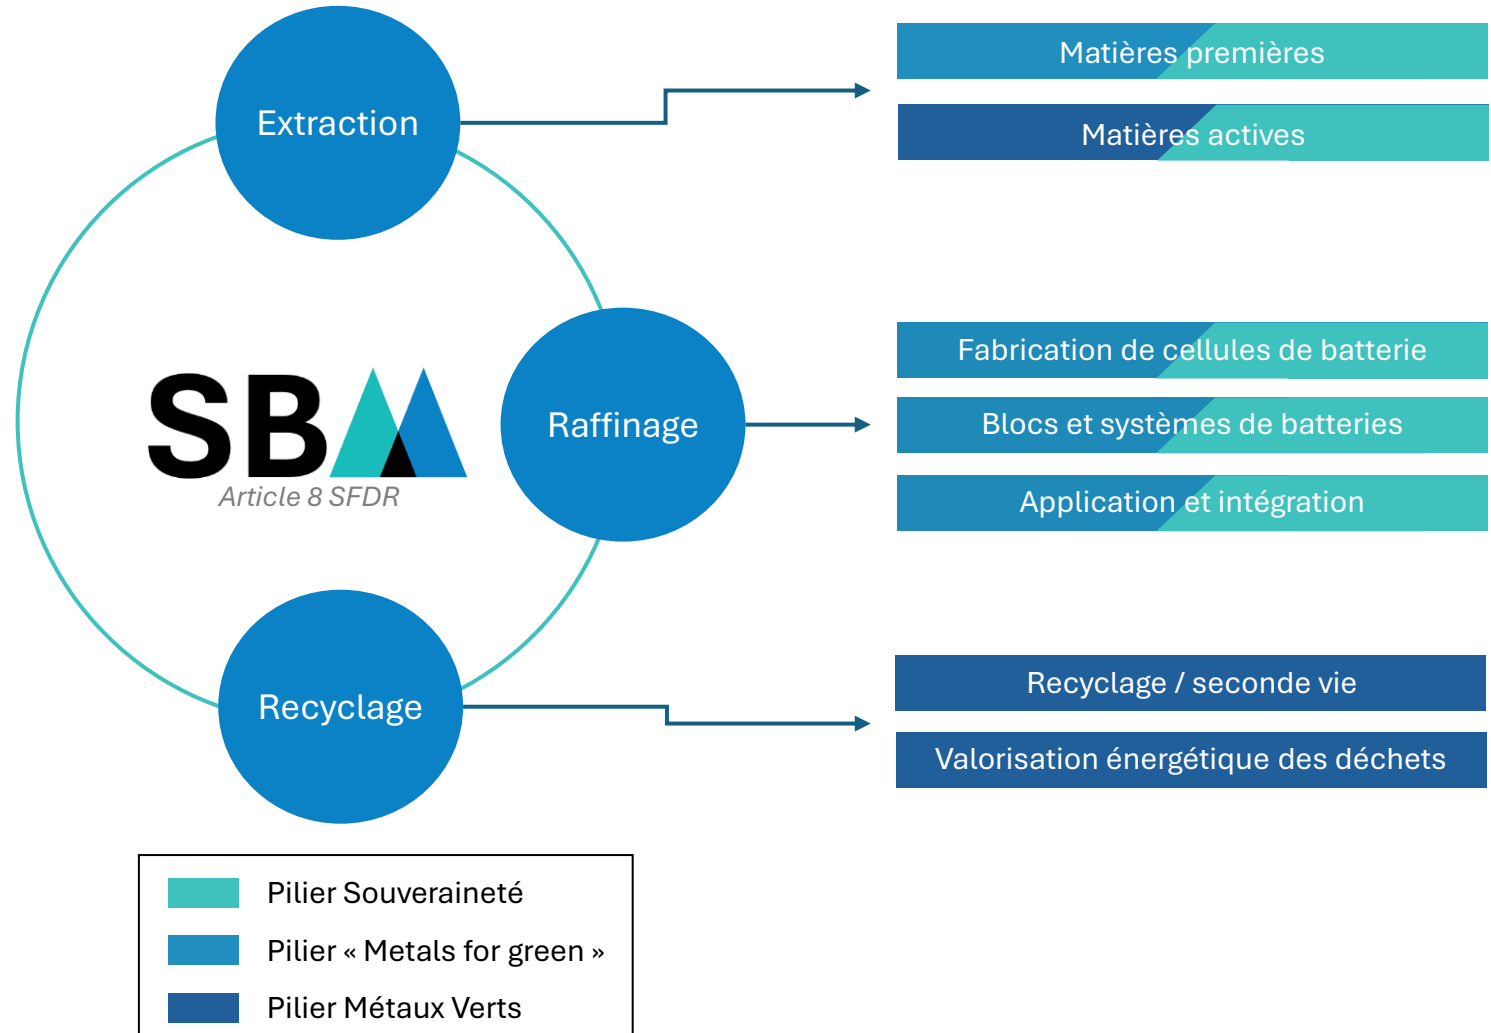 Extraction
Matières premières
Matières actives
SBM
Article 8 SFDR
Raffinage
Fabrication de cellules de batterie
Blocs et systèmes de batteries
Application et intégration
Recyclage
Recyclage / seconde vie
Valorisation énergétique des déchets
Pilier Souveraineté
Pilier « Metals for green »
Pilier Métaux Verts